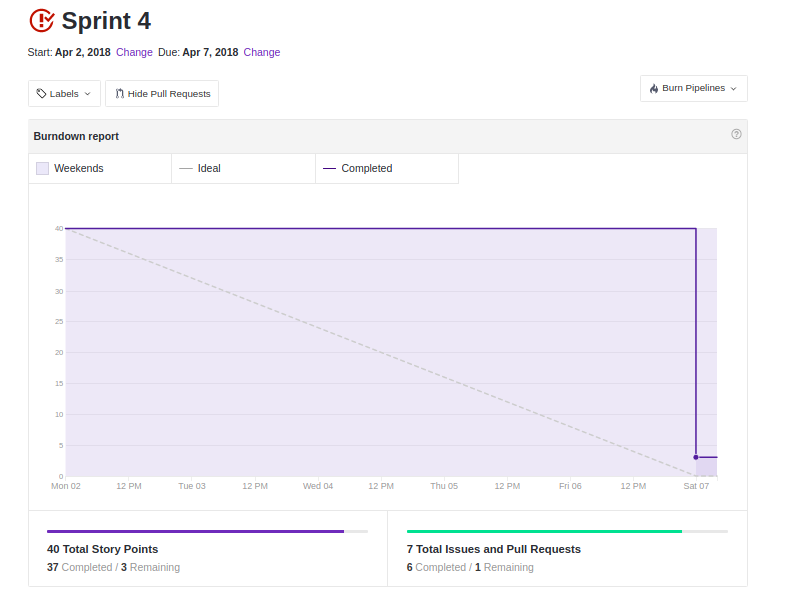 Sprint 4
Start: Apr 2, 2018 Change Due: Apr 7, 2018 Change
Labels Hide Pull Requests Burn Pipelines
Burndown report
Weekends Ideal Completed
40
35
30
25
20
15
10
5
0
Mon 02 12 PM Tue 03 12 PM Wed 04 12 PM Thu 05 12 PM Fri 06 12 PM Sat 07
40 Total Story Points
37 Completed / 3 Remaining
7 Total Issues and Pull Requests
6 Completed / 1 Remaining